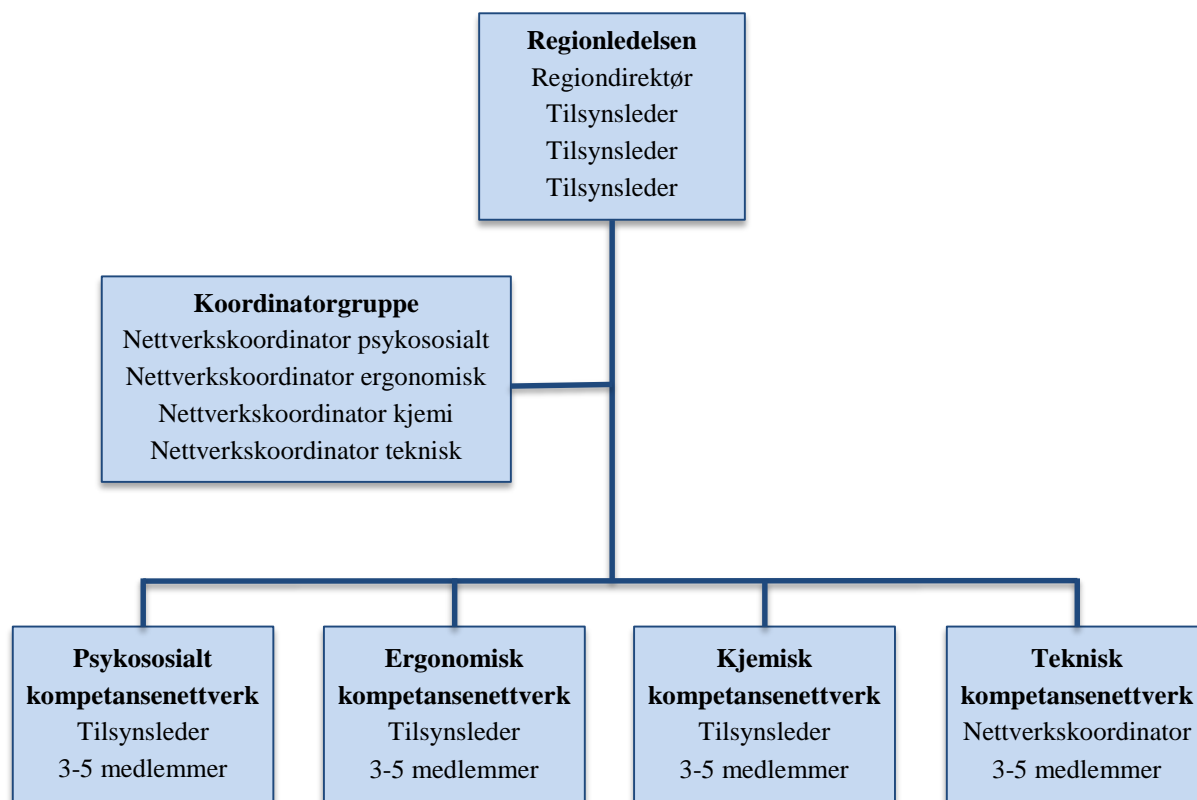 Regionledelsen
Regiondirektør
Tilsynsleder
Tilsynsleder
Tilsynsleder
Koordinatorgruppe
Nettverkskoordinator psykososialt
Nettverkskoordinator ergonomisk
Nettverkskoordinator kjemi
Nettverkskoordinator teknisk
Psykososialt
kompetansenettverk
Tilsynsleder
3-5 medlemmer
Ergonomisk
kompetansenettverk
Tilsynsleder
3-5 medlemmer
Kjemisk
kompetansenettverk
Tilsynsleder
3-5 medlemmer
Teknisk
kompetansenettverk
Nettverkskoordinator
3-5 medlemmer